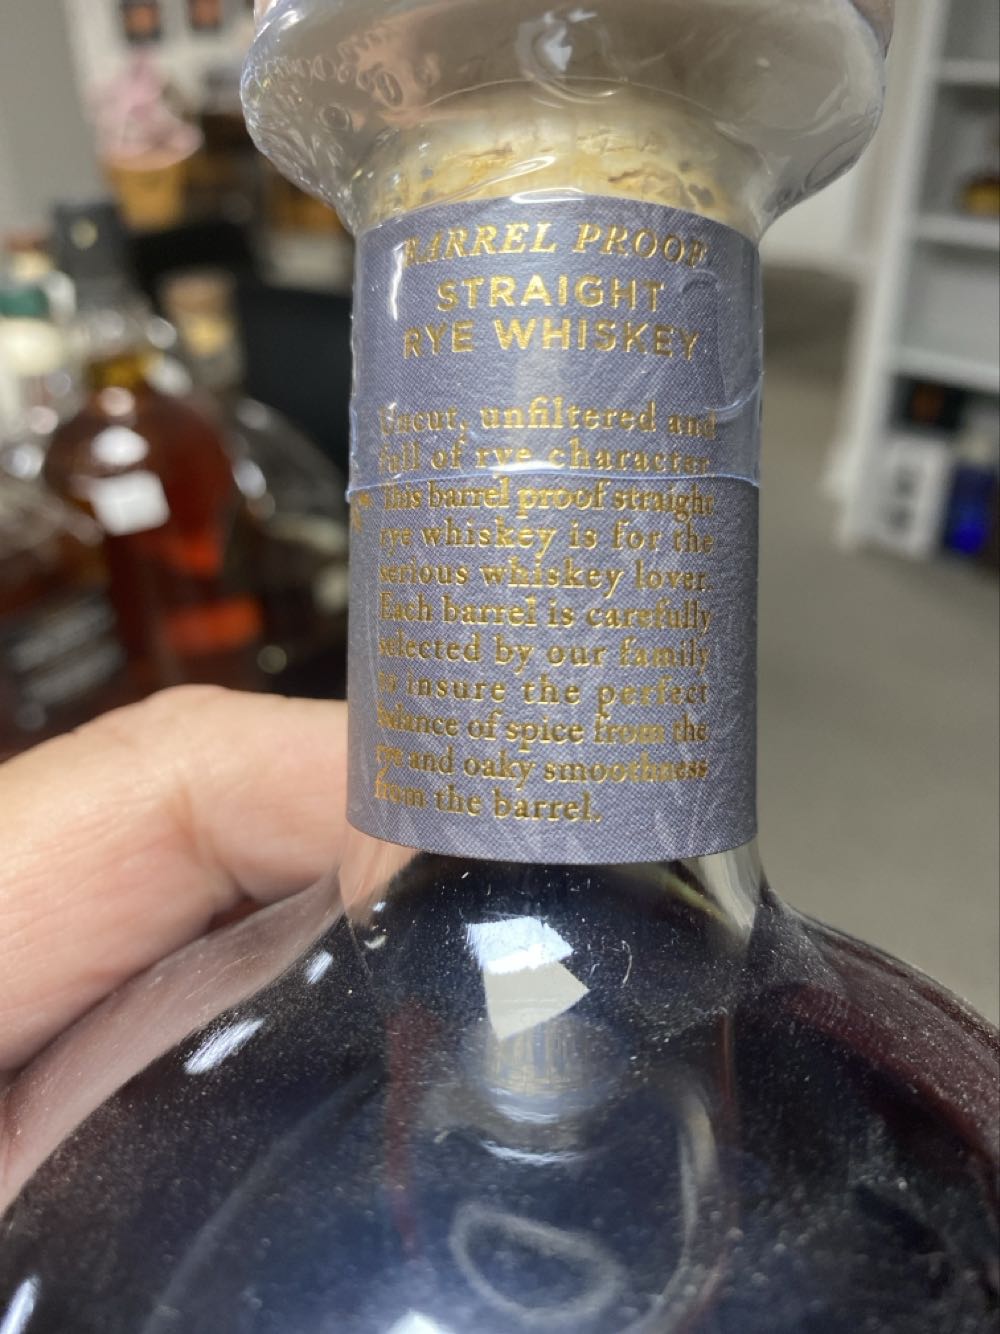 BARREL PROOF
STRAIGHT
RYE WHISKEY
Uncut, unfiltered and
full of rye character.
This barrel proof straight
rye whiskey is for the
serious whiskey lover.
Each barrel is carefully
selected by our family
to insure the perfect
balance of spice from the
rye and oaky smoothness
from the barrel.